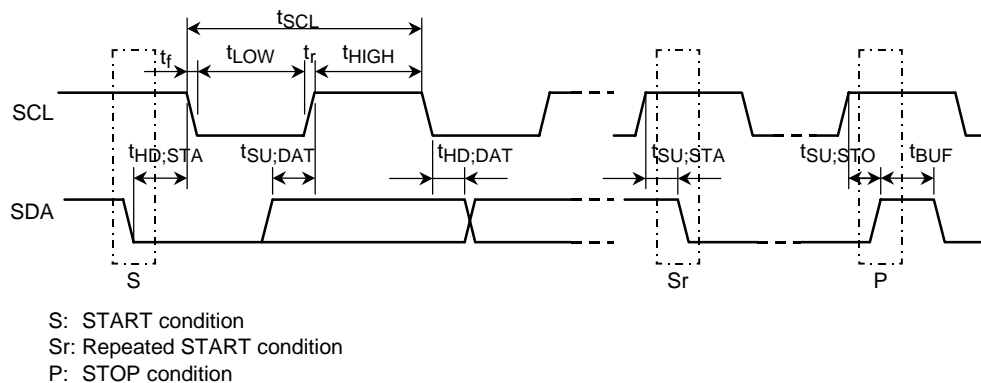 tSCL
tf tLOW tr tHIGH
SCL
tHD;STA tSU;DAT tHD;DAT tSU;STA tSU;STO tBUF
SDA
S Sr P
S: START condition
Sr: Repeated START condition
P: STOP condition